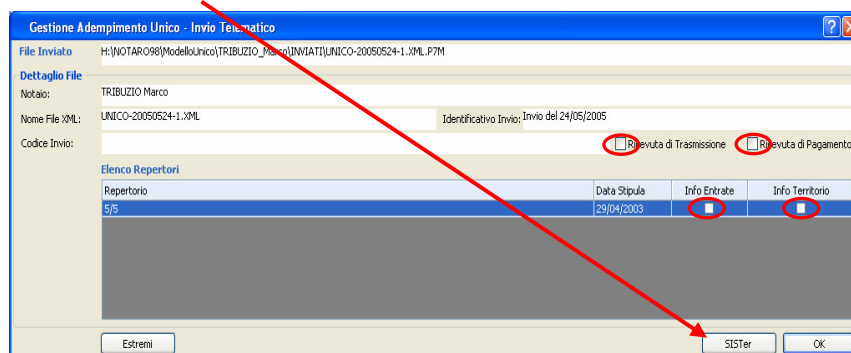 Gestione Adempimento Unico - Invio Telematico
File Inviato H:\NOTARO98\ModelloUnico\TRIBUZIO_Marco\INVIATI\UNICO-20050524-1.XML.P7M
Dettaglio File
Notaio: TRIBUZIO Marco
Nome File XML: UNICO-20050524-1.XML Identificativo Invio: Invio del 24/05/2005
Codice Invio: Ricevuta di Trasmissione Ricevuta di Pagamento
Elenco Repertori
Repertorio Data Stipula Info Entrate Info Territorio
5/5 29/04/2003
Estremi SISTer OK